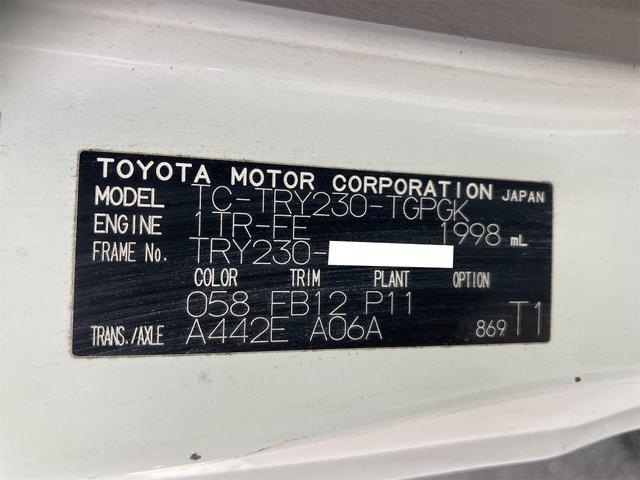 TOYOTA MOTOR CORPORATION JAPAN
MODEL TC-TRY230-TGPGK
ENGINE 1TR-FE 1998 mL
FRAME No. TRY230-
COLOR TRIM PLANT OPTION
058 FB12 P11
TRANS./AXLE A442E A06A 869 T1